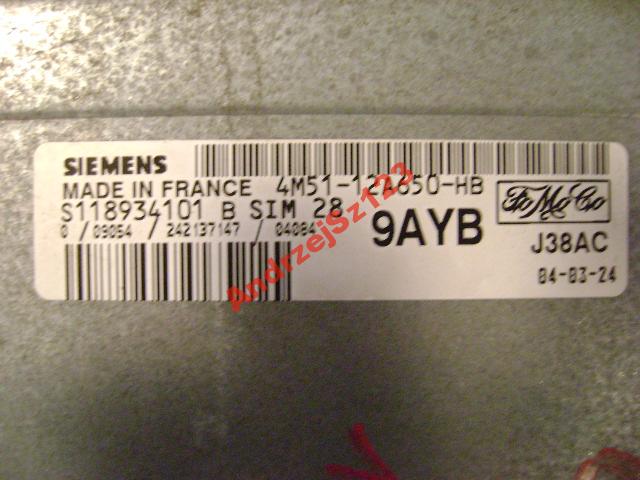 SIEMENS
MADE IN FRANCE 4M51-12A650-HB
S118934101 B SIM 28
0 / 09054 / 242137147 / 04084
9AYB
FoMoCo
J38AC
04-03-24
AndrzejSz123